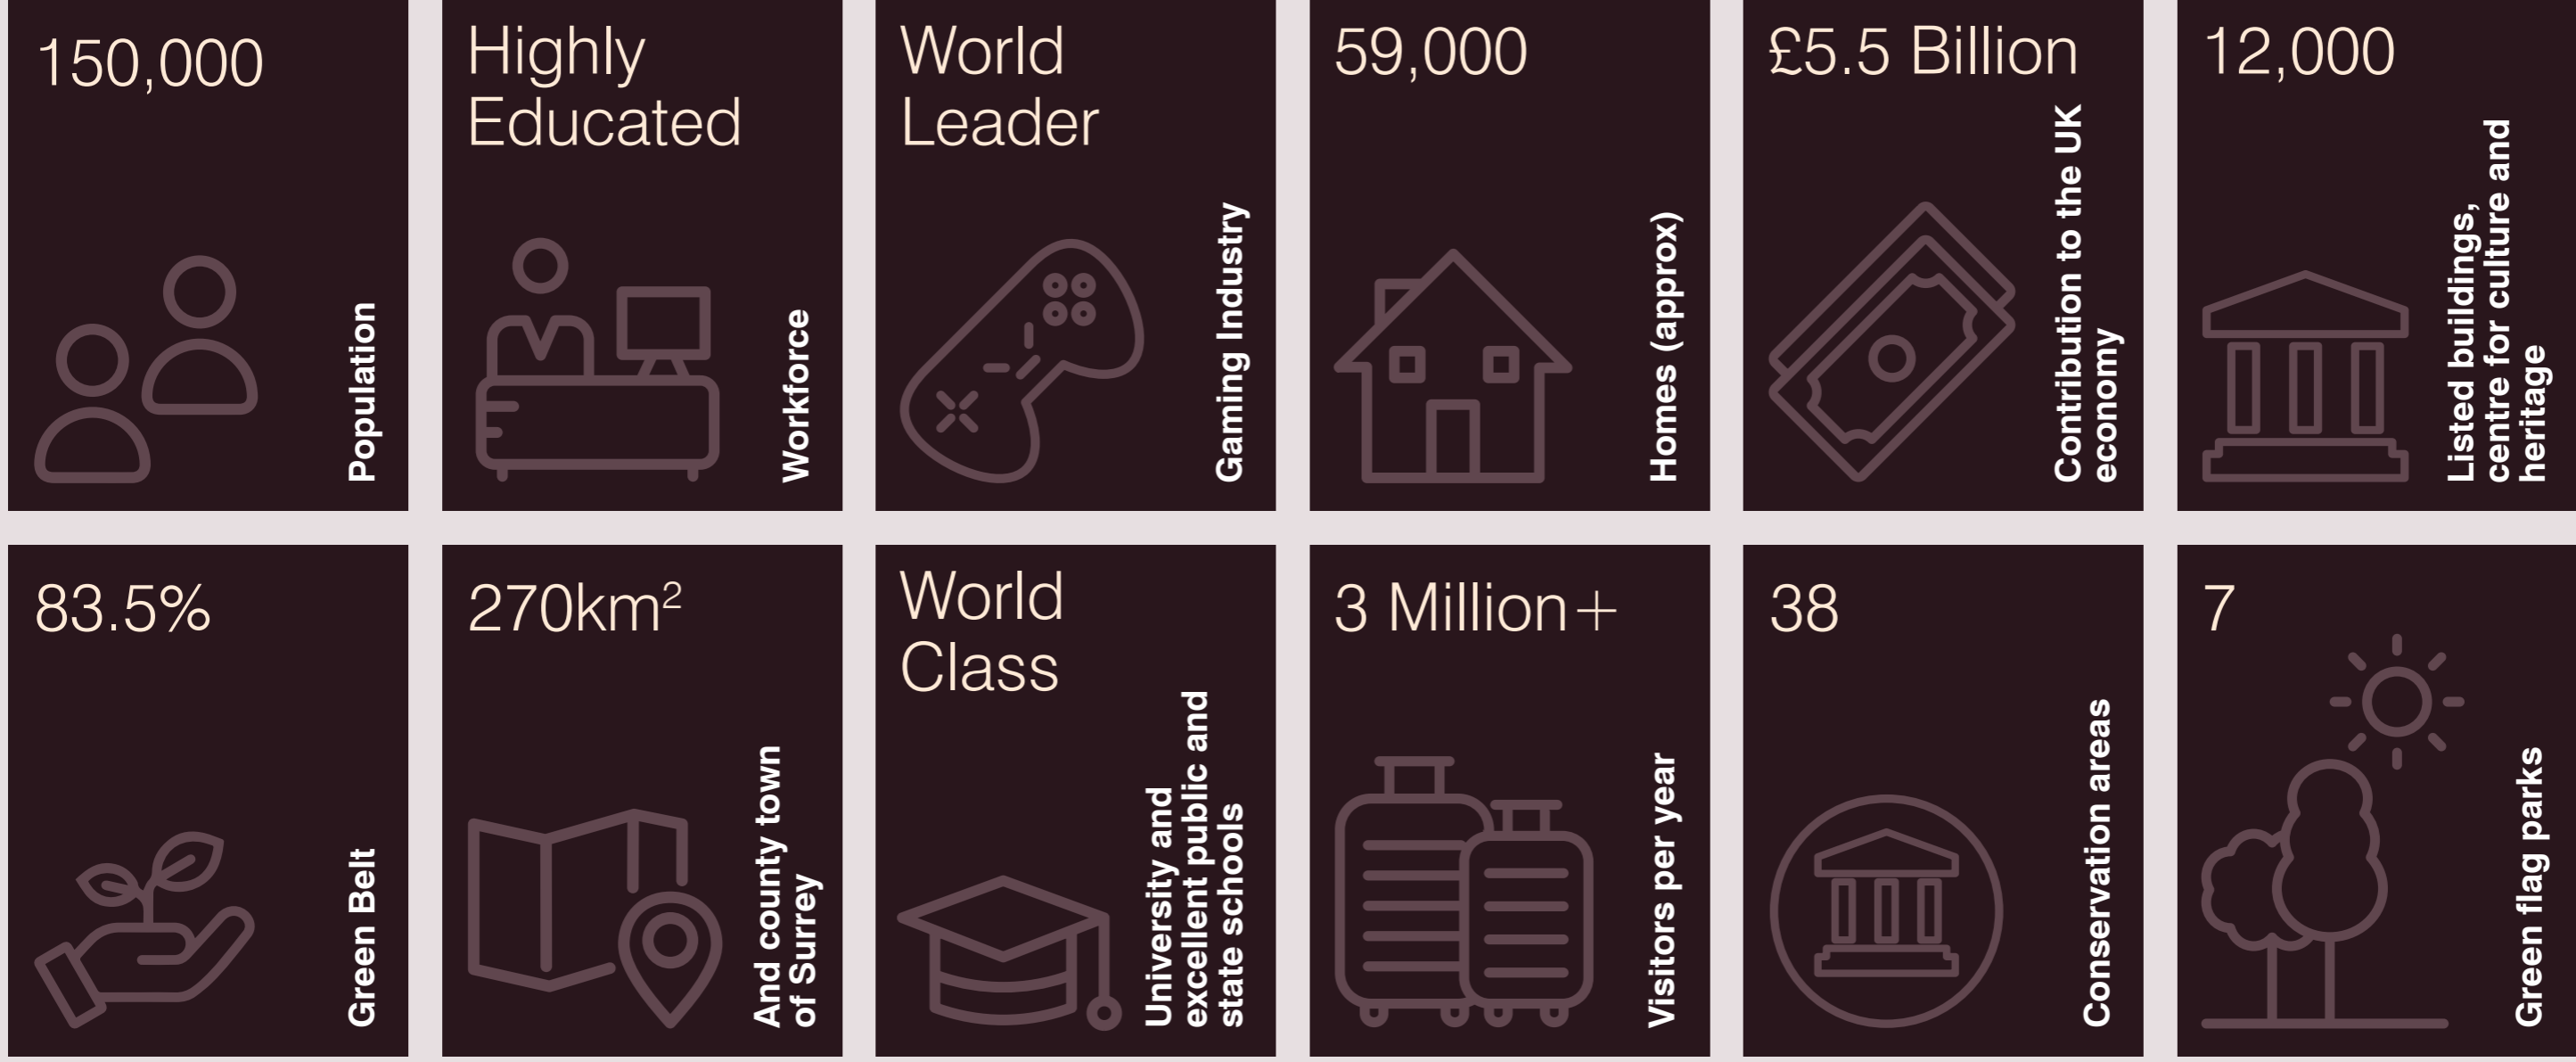 150,000
Population
Highly
Educated
Workforce
World
Leader
Gaming Industry
59,000
Homes (approx)
£5.5 Billion
Contribution to the UK
economy
12,000
Listed buildings,
centre for culture and
heritage
83.5%
Green Belt
270km²
And county town
of Surrey
World
Class
University and
excellent public and
state schools
3 Million+
Visitors per year
38
Conservation areas
7
Green flag parks